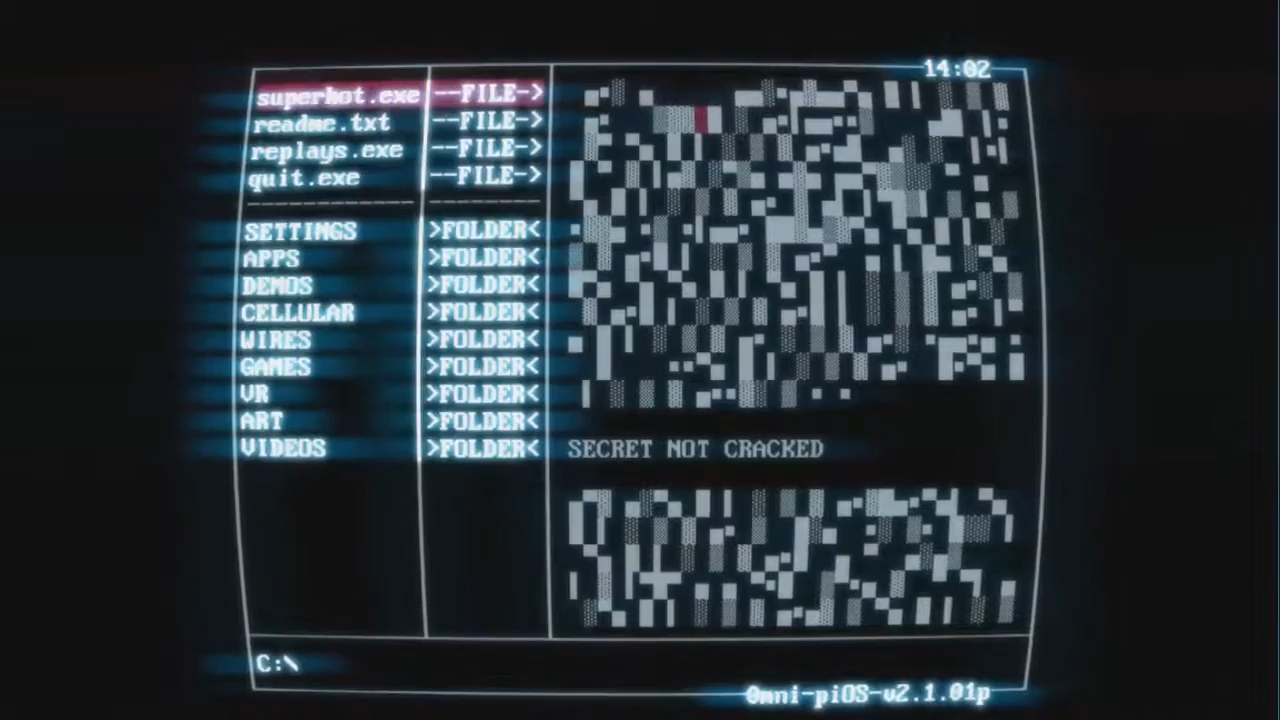 14:02
superhot.exe --FILE->
readme.txt --FILE->
replays.exe --FILE->
quit.exe --FILE->
SETTINGS >FOLDER<
APPS >FOLDER<
DEMOS >FOLDER<
CELLULAR >FOLDER<
WIRES >FOLDER<
GAMES >FOLDER<
VR >FOLDER<
ART >FOLDER<
VIDEOS >FOLDER<
SECRET NOT CRACKED
C:\
0mni-piOS-v2.1.01p